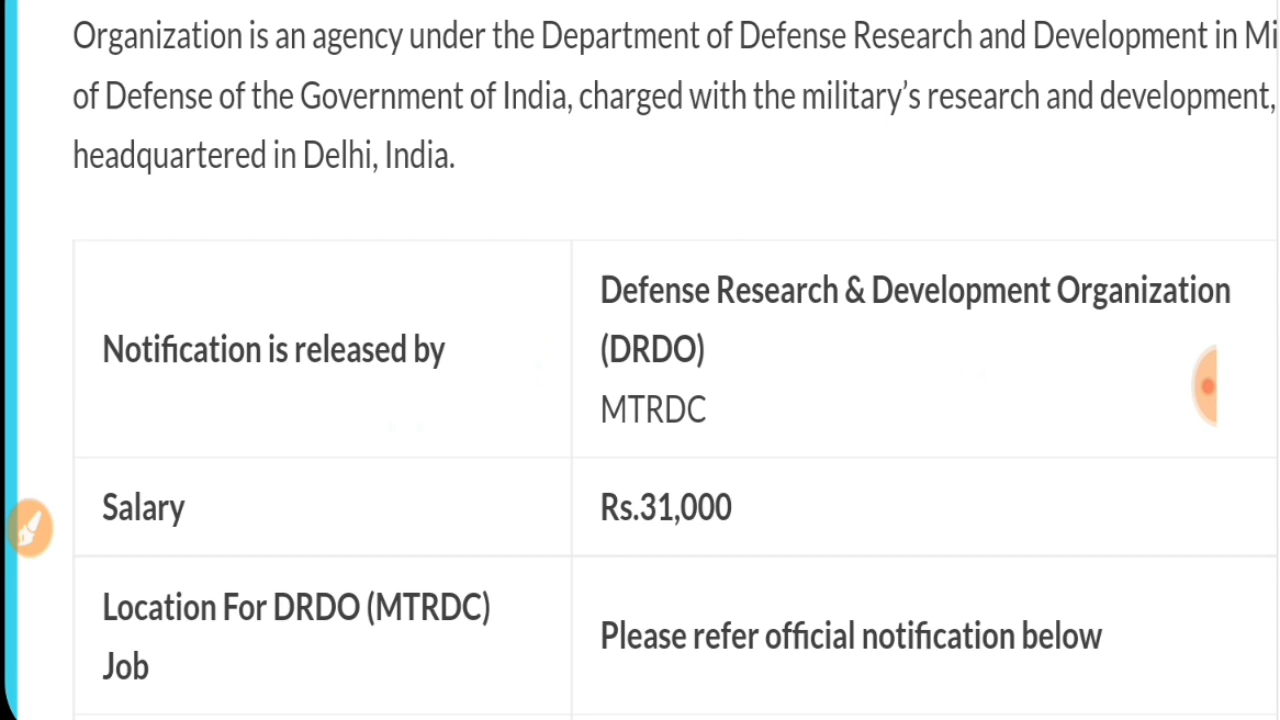 Organization is an agency under the Department of Defense Research and Development in Mi
of Defense of the Government of India, charged with the military's research and development,
headquartered in Delhi, India.
Notification is released by
Defense Research & Development Organization
(DRDO)
MTRDC
Salary
Rs.31,000
Location For DRDO (MTRDC)
Job
Please refer official notification below